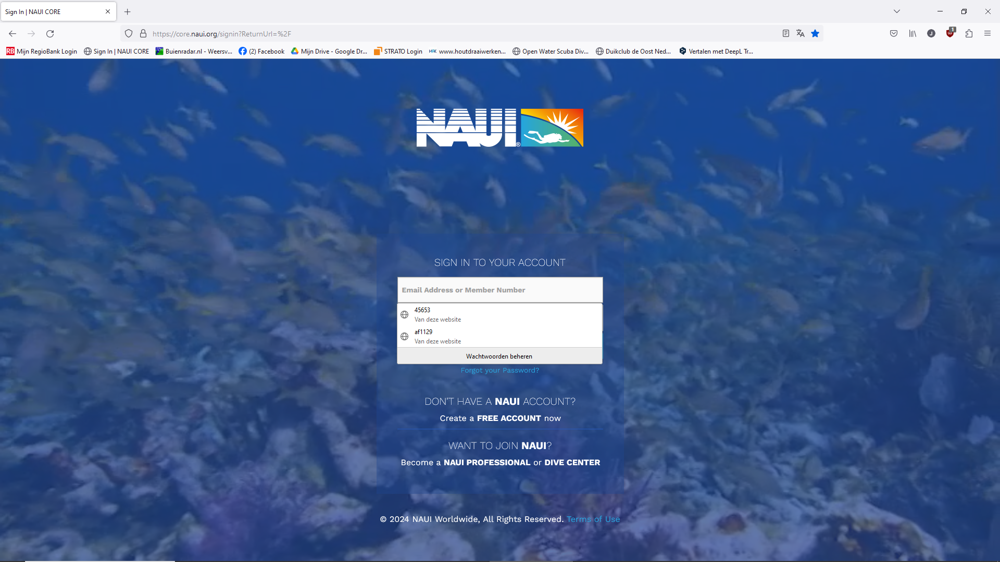 Sign In | NAUI CORE
https://core.naui.org/signin?ReturnUrl=%2F
J
1
RB Mijn RegioBank Login
Sign In | NAUI CORE
Buienradar.nl - Weersv...
(2) Facebook
Mijn Drive - Google Dr...
STRATO Login
HPK www.houtdraaiwerken...
Open Water Scuba Div...
Duikclub de Oost Ned...
Vertalen met DeepL Tr...
NAUI®
SIGN IN TO YOUR ACCOUNT
Email Address or Member Number
45653
Van deze website
af1129
Van deze website
Wachtwoorden beheren
Forgot your Password?
DON'T HAVE A NAUI ACCOUNT?
Create a FREE ACCOUNT now
WANT TO JOIN NAUI?
Become a NAUI PROFESSIONAL or DIVE CENTER
© 2024 NAUI Worldwide, All Rights Reserved. Terms of Use